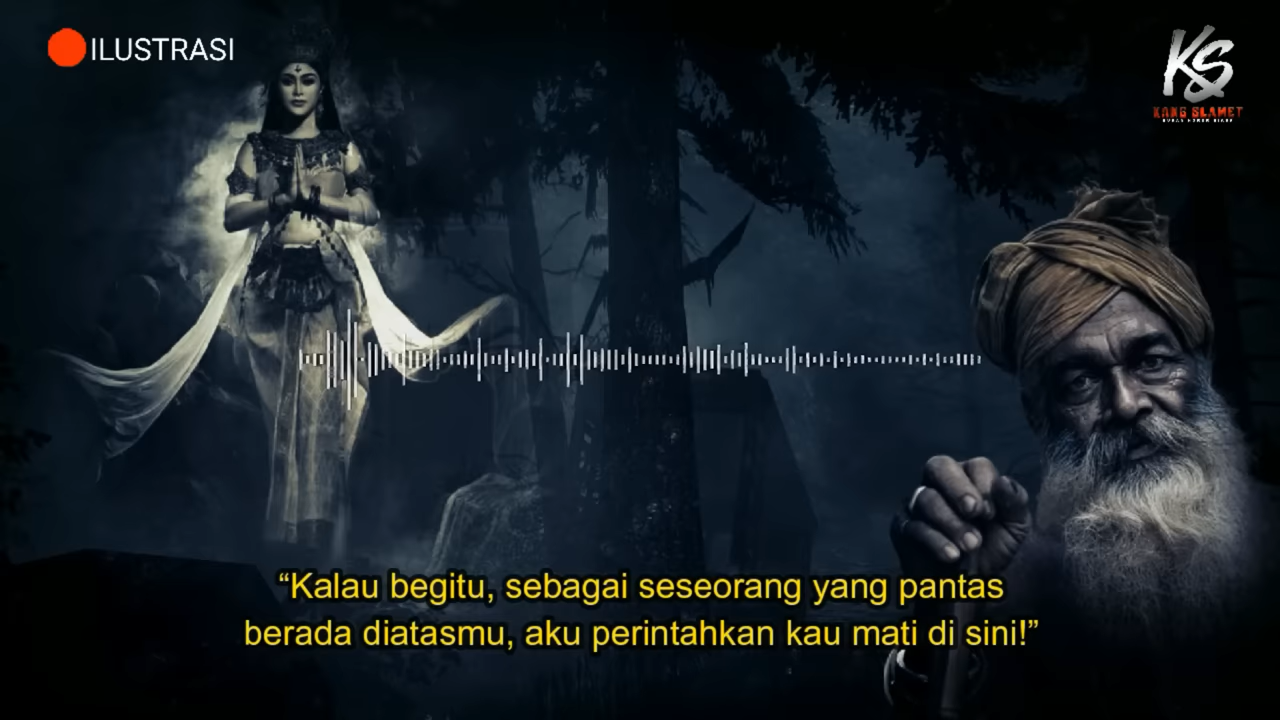 ILUSTRASI
KS
KANG SLAMET
“Kalau begitu, sebagai seseorang yang pantas
berada diatasmu, aku perintahkan kau mati di sini!”